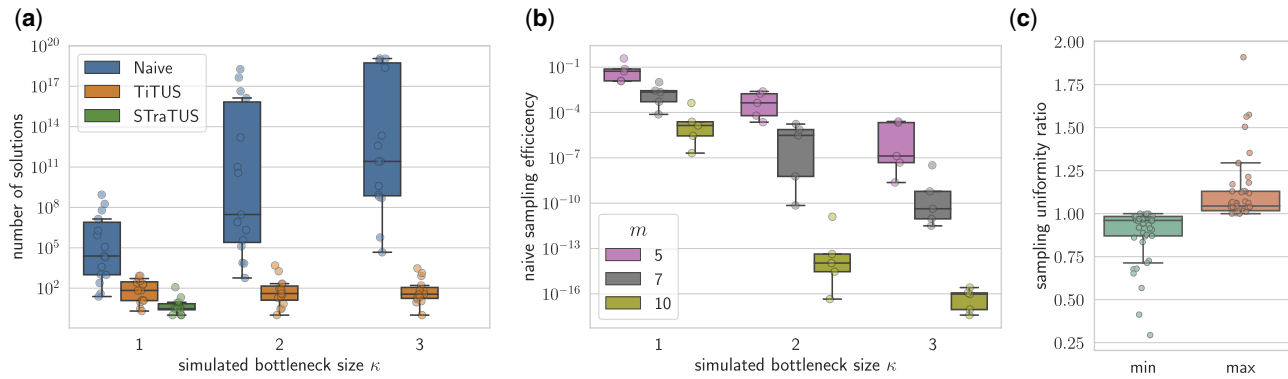 (a)
number of solutions
10^20
10^17
10^14
10^11
10^8
10^5
10^2
Naive
TiTUS
STraTUS
1 2 3
simulated bottleneck size κ
(b)
naive sampling efficicency
10^-1
10^-4
10^-7
10^-10
10^-13
10^-16
m
5
7
10
1 2 3
simulated bottleneck size κ
(c)
sampling uniformity ratio
2.00
1.75
1.50
1.25
1.00
0.75
0.50
0.25
min max